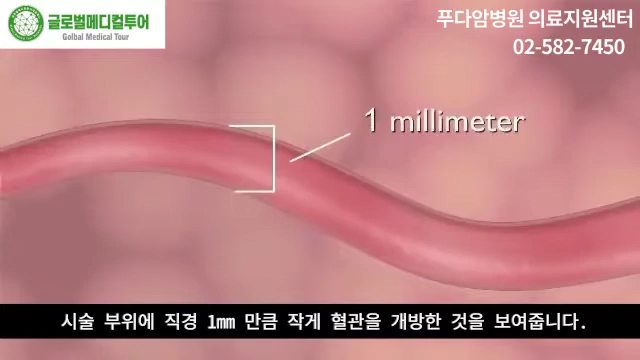 글로벌메디컬투어
Golbal Medical Tour
푸다암병원 의료지원센터
02-582-7450
1 millimeter
시술 부위에 직경 1mm 만큼 작게 혈관을 개방한 것을 보여줍니다.